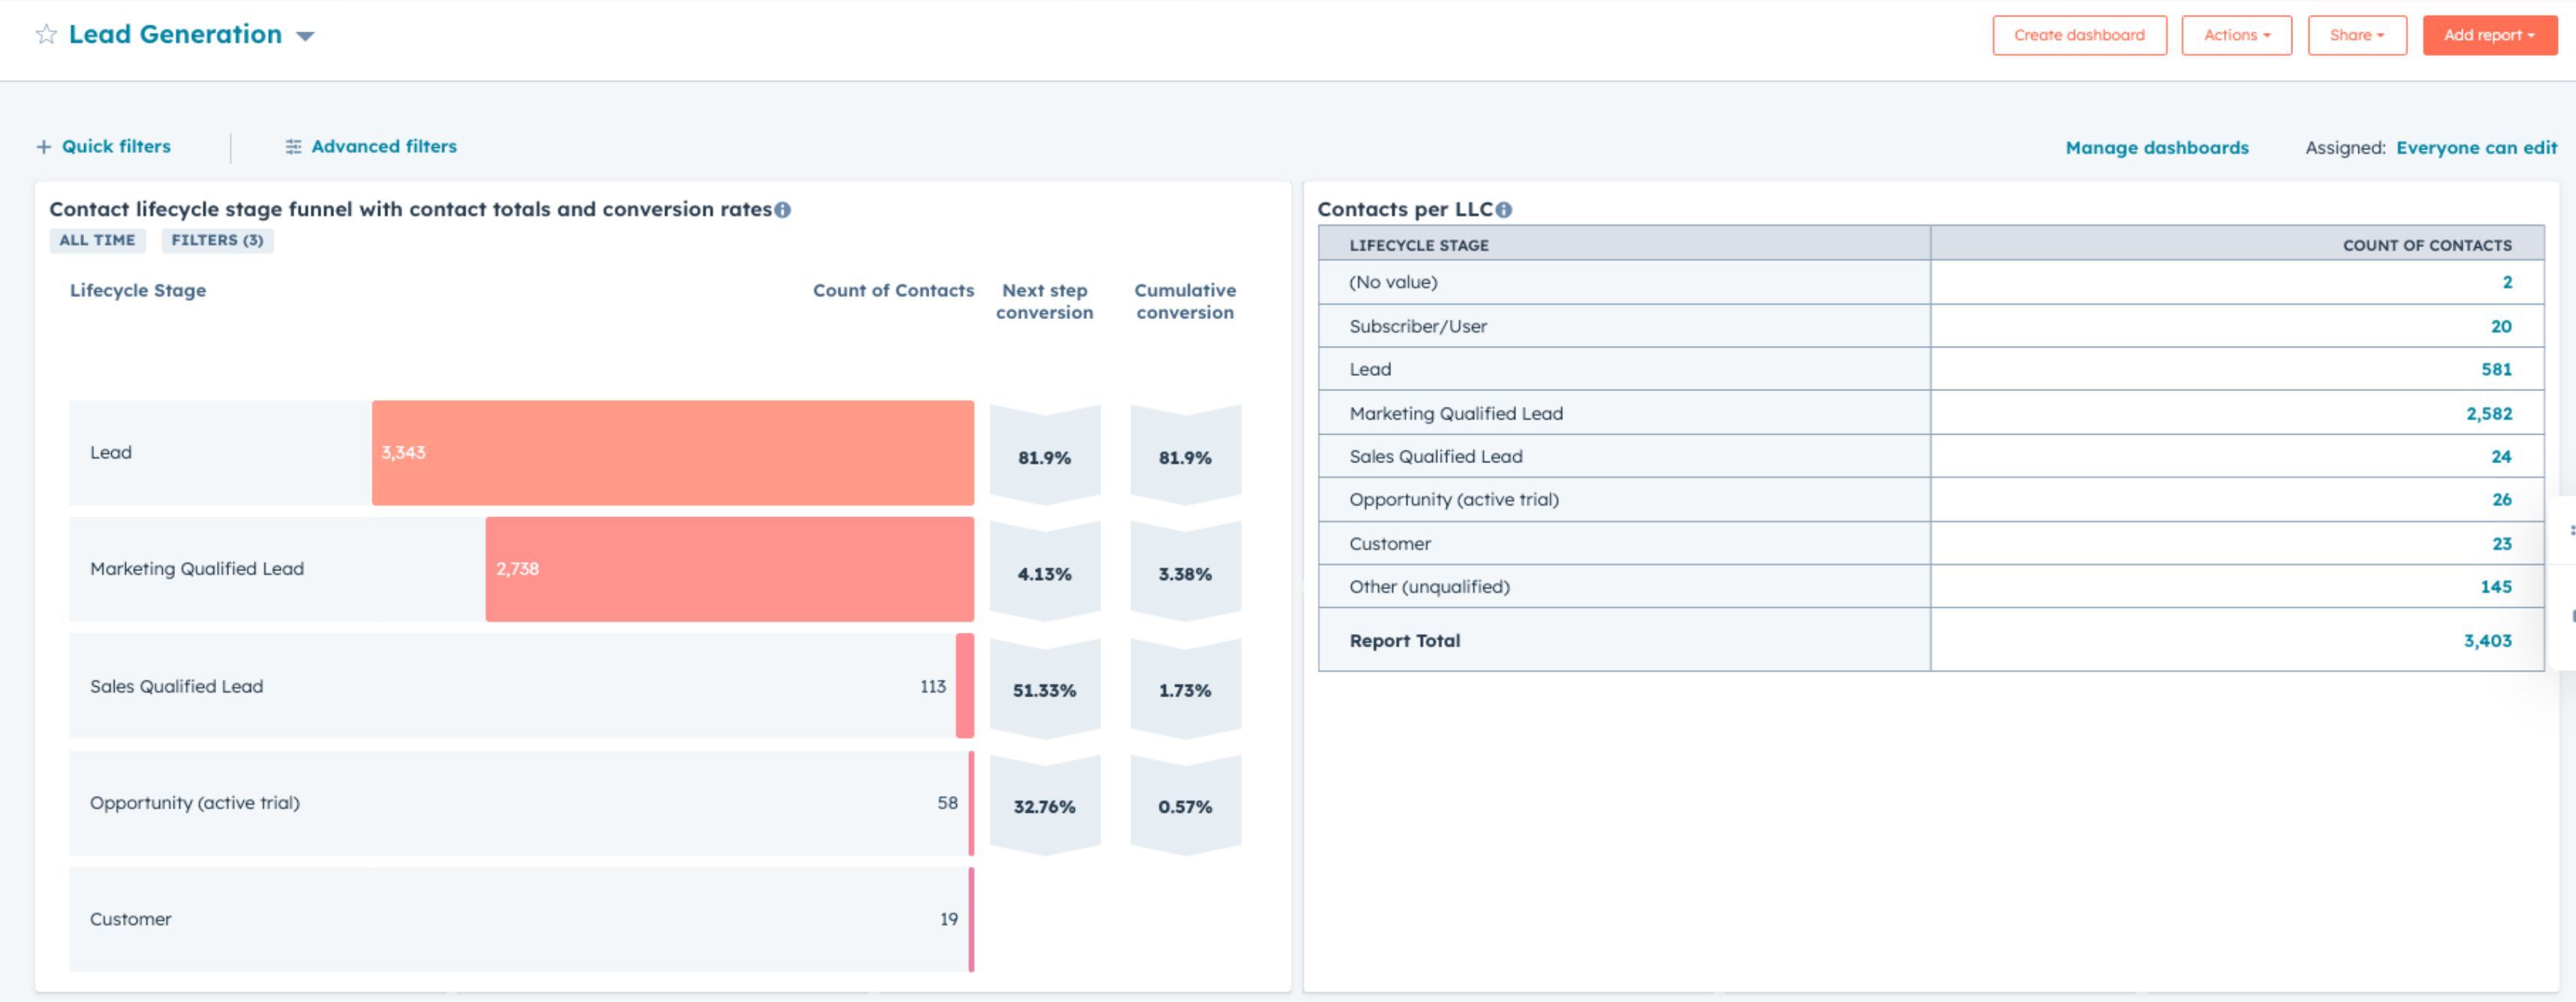 Lead Generation
Create dashboard
Actions
Share
Add report
Quick filters
Advanced filters
Manage dashboards
Assigned: Everyone can edit
Contact lifecycle stage funnel with contact totals and conversion rates
ALL TIME
FILTERS (3)
Lifecycle Stage
Count of Contacts
Next step
conversion
Cumulative
conversion
Lead
3,343
81.9%
81.9%
Marketing Qualified Lead
2,738
4.13%
3.38%
Sales Qualified Lead
113
51.33%
1.73%
Opportunity (active trial)
58
32.76%
0.57%
Customer
19
Contacts per LLC
LIFECYCLE STAGE COUNT OF CONTACTS
(No value) 2
Subscriber/User 20
Lead 581
Marketing Qualified Lead 2,582
Sales Qualified Lead 24
Opportunity (active trial) 26
Customer 23
Other (unqualified) 145
Report Total 3,403